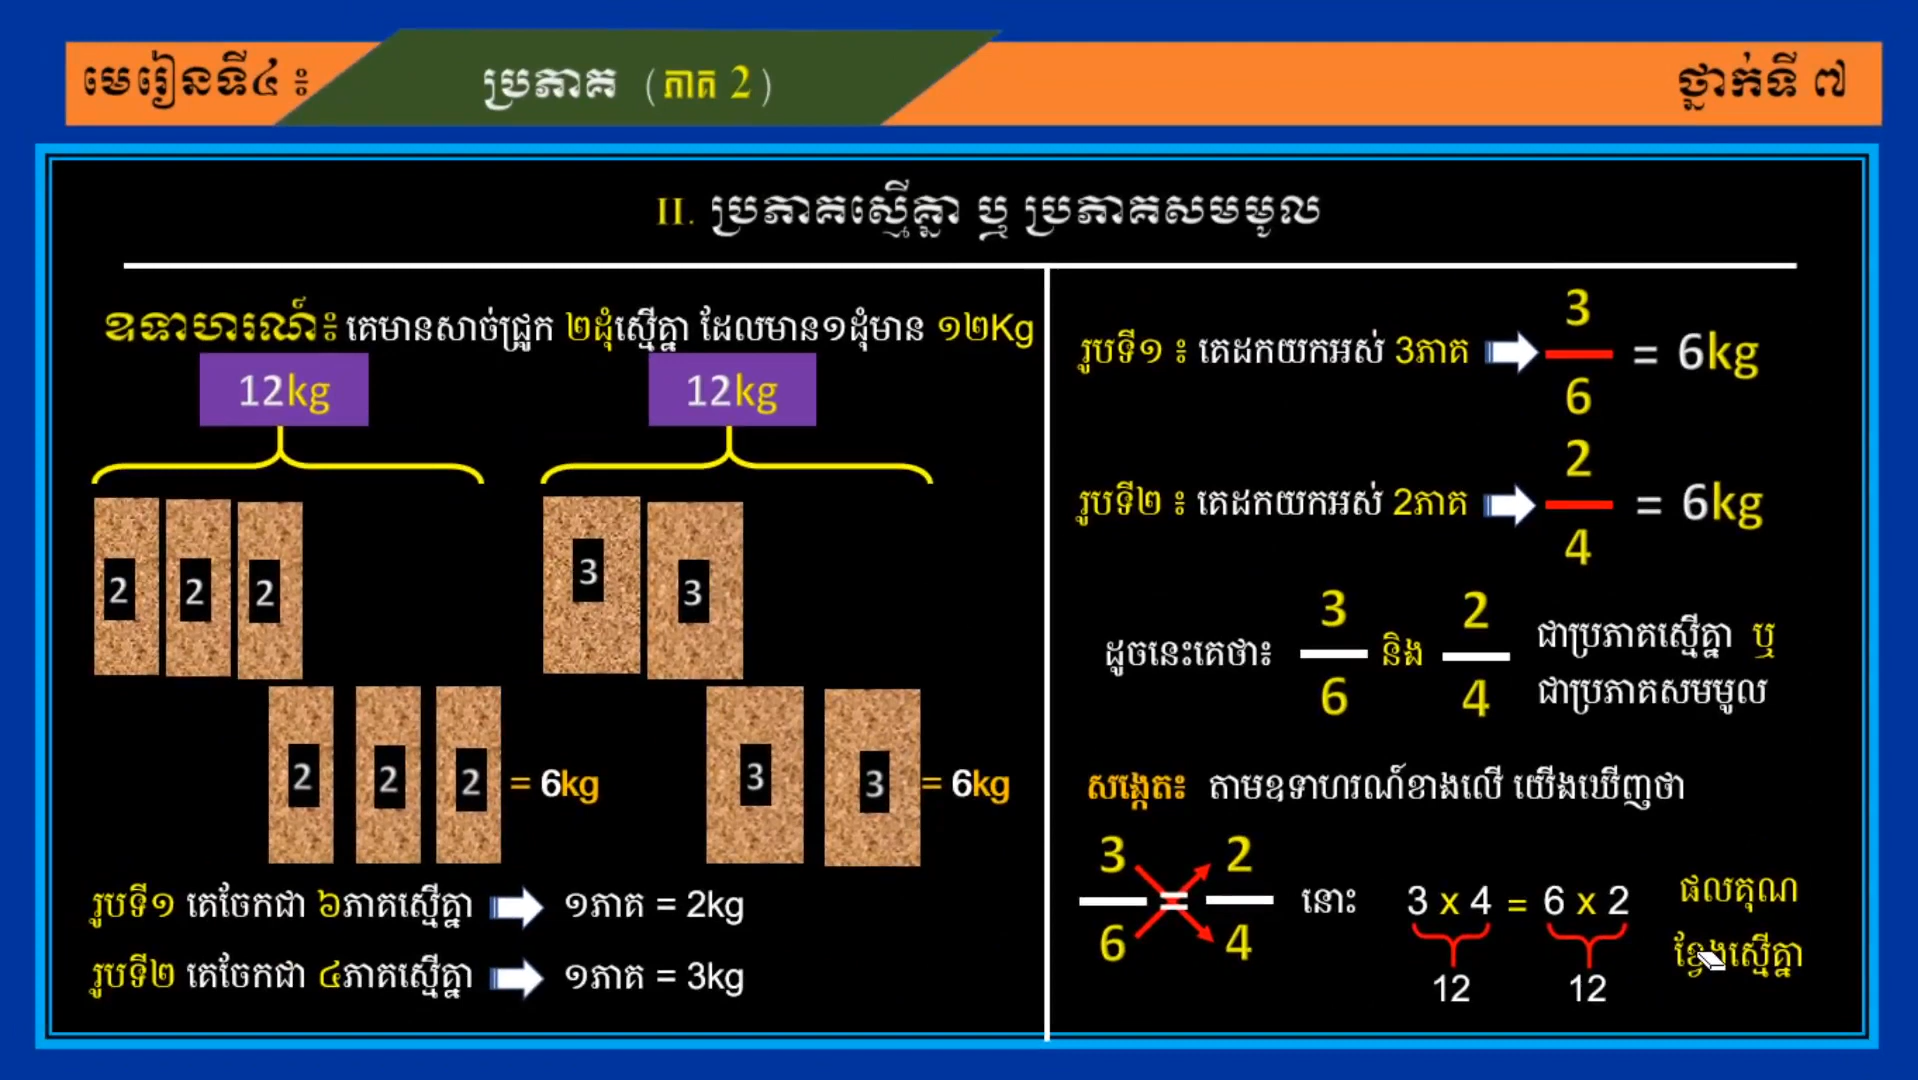 មេរៀនទី៤ ៖
ប្រភាគ (ភាគ 2)
ថ្នាក់ទី ៧
II. ប្រភាគស្មើគ្នា ឬ ប្រភាគសមមូល
ឧទាហរណ៍៖ គេមានសាច់ជ្រូក ២ដុំស្មើគ្នា ដែលមាន១ដុំមាន ១២Kg
12kg
12kg
2 2 2
3 3
2 2 2 = 6kg
3 3 = 6kg
រូបទី១ គេចែកជា ៦ភាគស្មើគ្នា ១ភាគ = 2kg
រូបទី២ គេចែកជា ៤ភាគស្មើគ្នា ១ភាគ = 3kg
រូបទី១ ៖ គេដកយកអស់ 3ភាគ 3/6 = 6kg
រូបទី២ ៖ គេដកយកអស់ 2ភាគ 2/4 = 6kg
ដូចនេះគេថា៖ 3/6 និង 2/4 ជាប្រភាគស្មើគ្នា ឬ
ជាប្រភាគសមមូល
សង្កេត៖ តាមឧទាហរណ៍ខាងលើ យើងឃើញថា
3/6 = 2/4 នោះ 3 x 4 = 6 x 2
12 12
ផលគុណ
ខ្វែងស្មើគ្នា